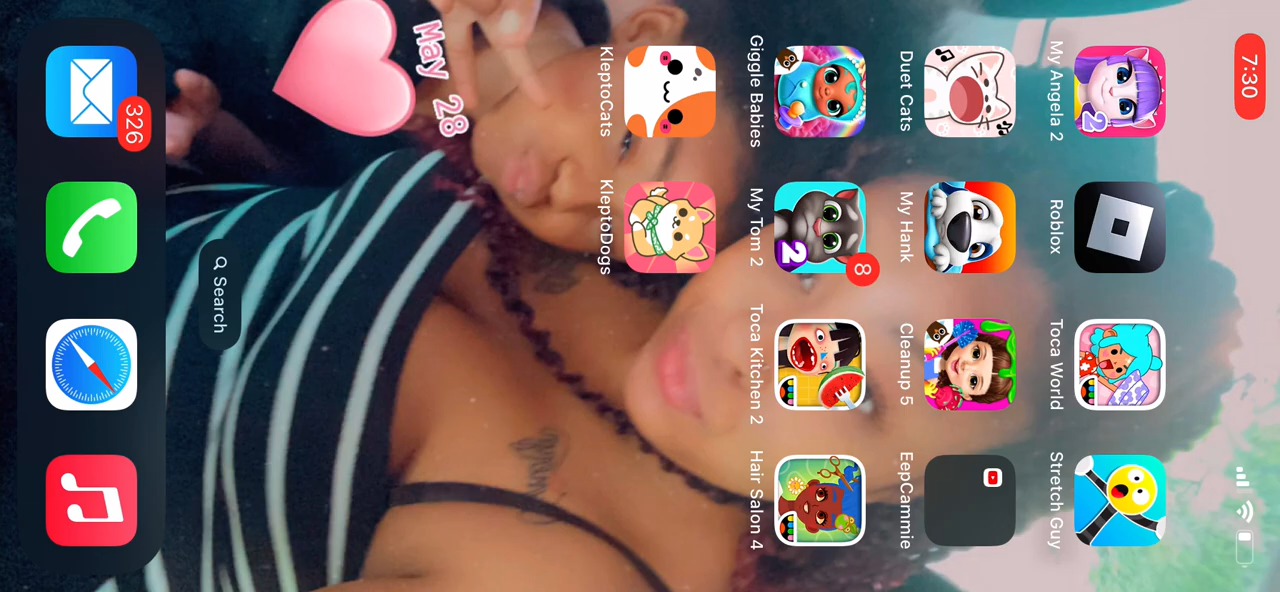 7:30
My Angela 2
Roblox
Toca World
Stretch Guy
Duet Cats
My Hank
Cleanup 5
EepCammie
8
Giggle Babies
My Tom 2
Toca Kitchen 2
Hair Salon 4
KleptoCats
KleptoDogs
May 28
Search
326